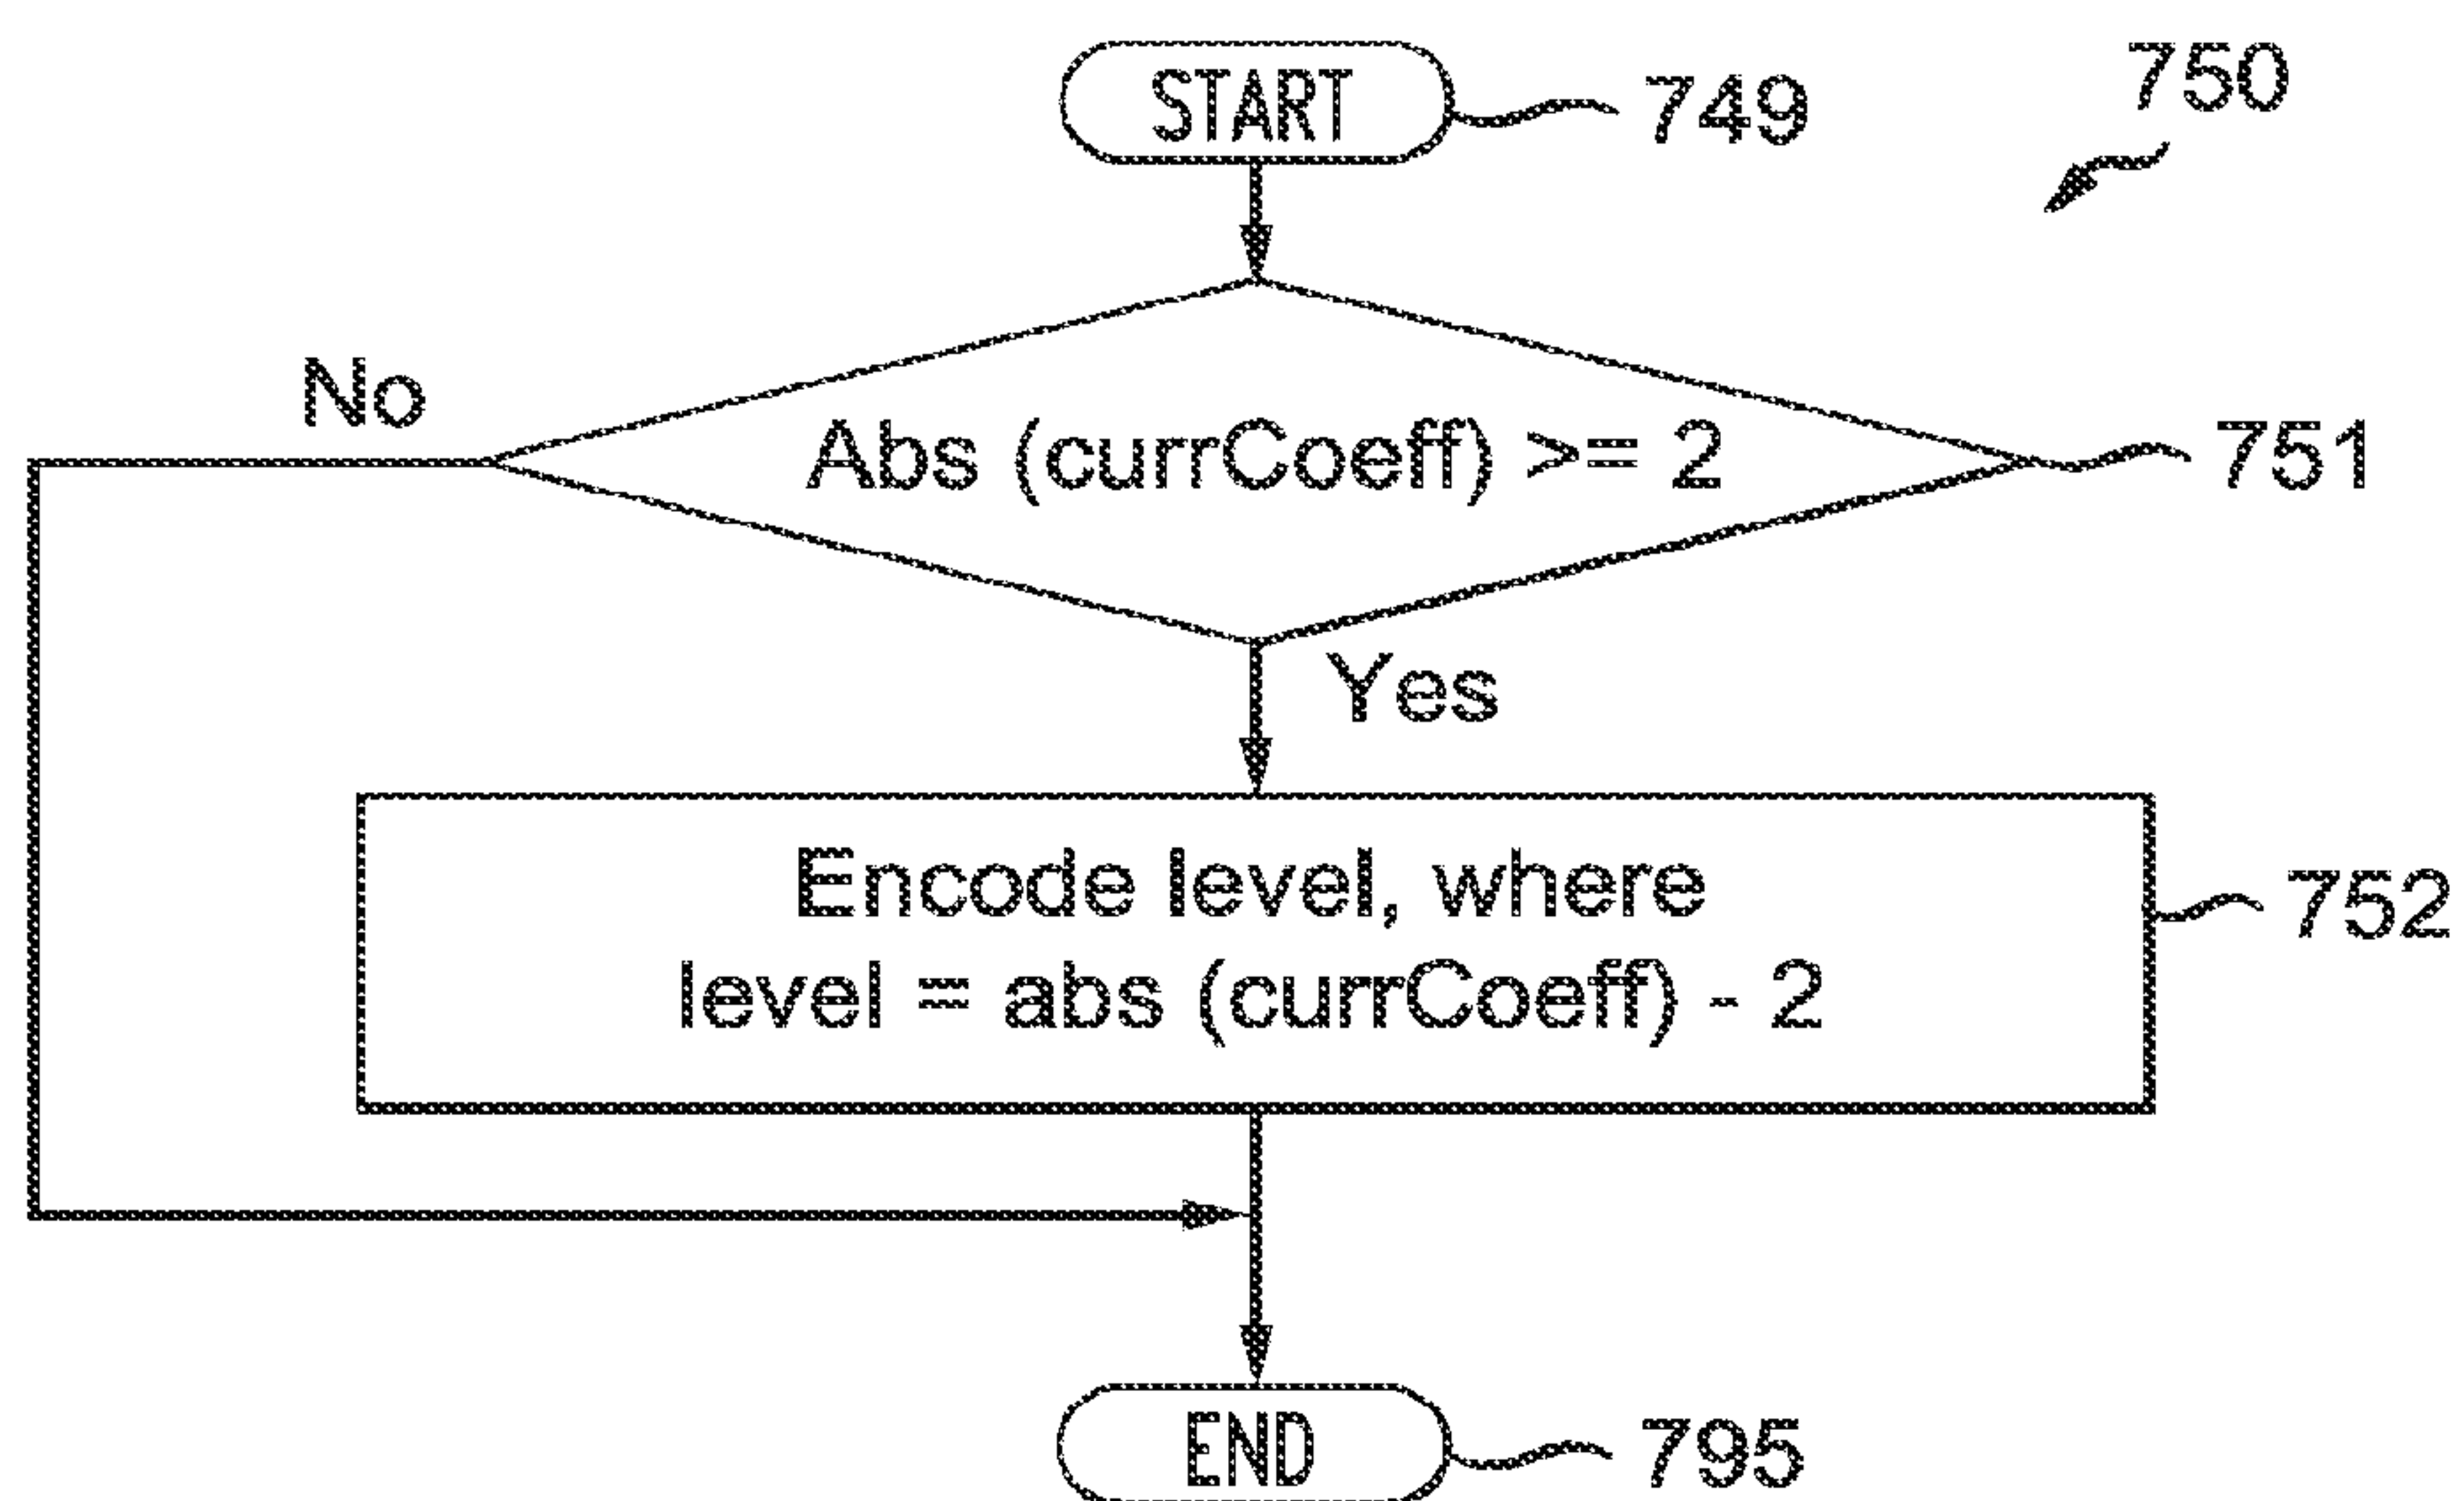 START
749
750
No
Abs (currCoeff) >= 2
751
Yes
Encode level, where
level = abs (currCoeff) - 2
752
END
795